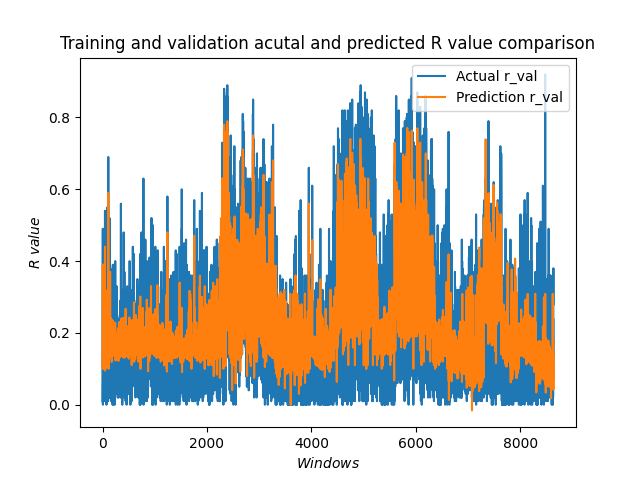 Training and validation acutal and predicted R value comparison
Actual r_val
Prediction r_val
0.8
0.6
0.4
0.2
0.0
R value
0 2000 4000 6000 8000
Windows